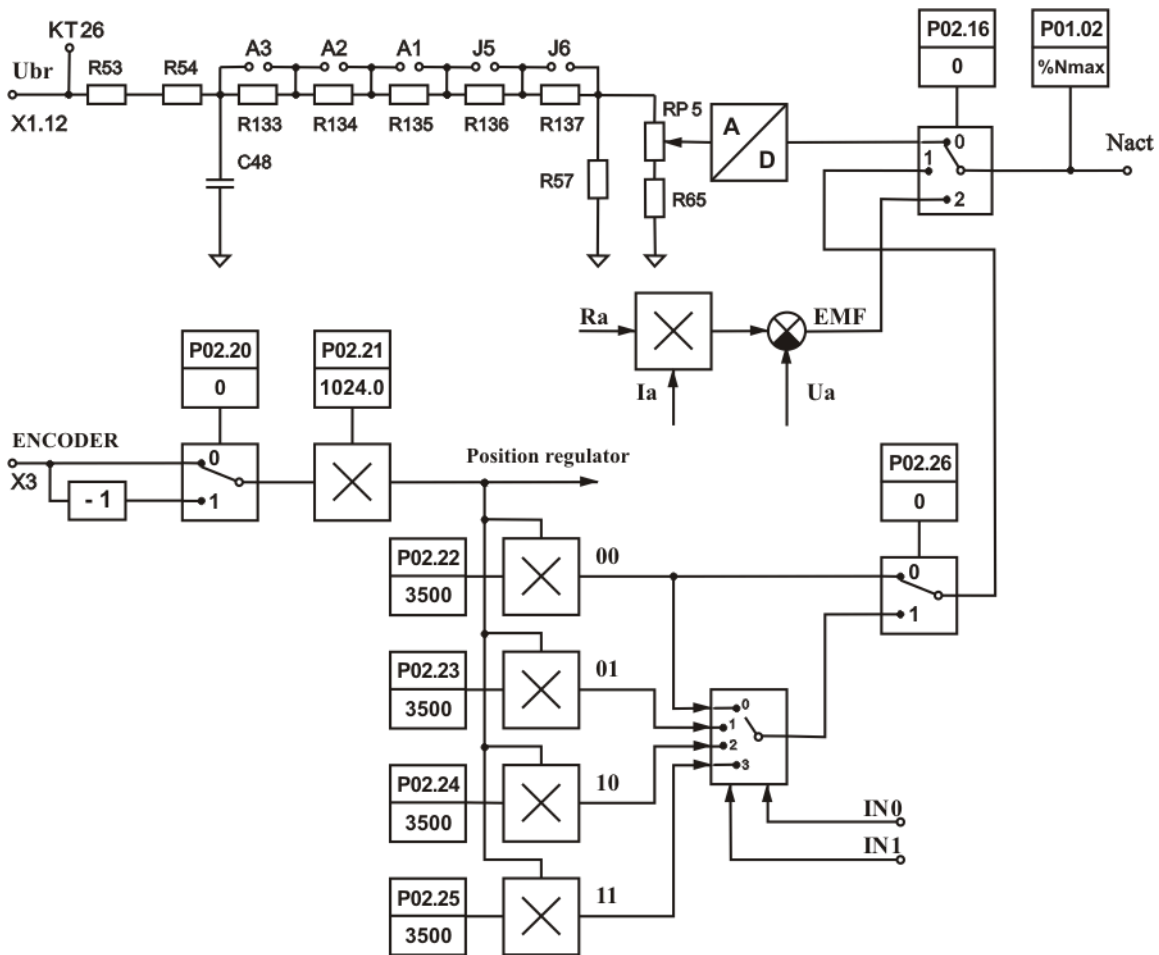 KT26
Ubr
X1.12
R53
R54
A3
A2
A1
J5
J6
R133
R134
R135
R136
R137
C48
R57
RP5
R65
A
D
P02.16
0
P01.02
%Nmax
0
1
2
Nact
Ra
Ia
EMF
Ua
P02.20
0
P02.21
1024.0
ENCODER
X3
- 1
0
1
Position regulator
P02.26
0
0
1
P02.22
3500
00
P02.23
3500
01
P02.24
3500
10
P02.25
3500
11
0
1
2
3
IN0
IN1